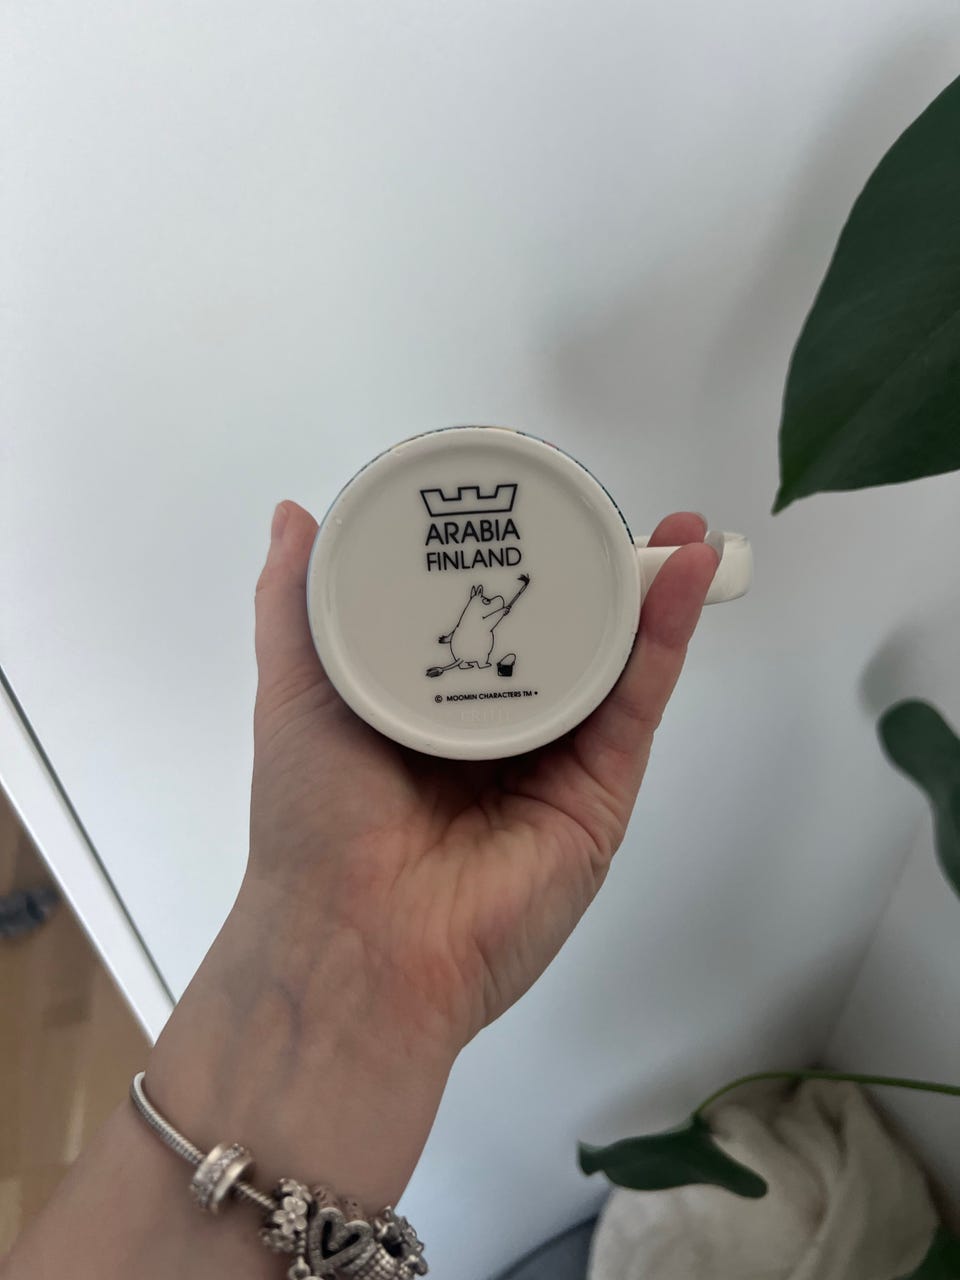 ARABIA
FINLAND
© MOOMIN CHARACTERS TM •